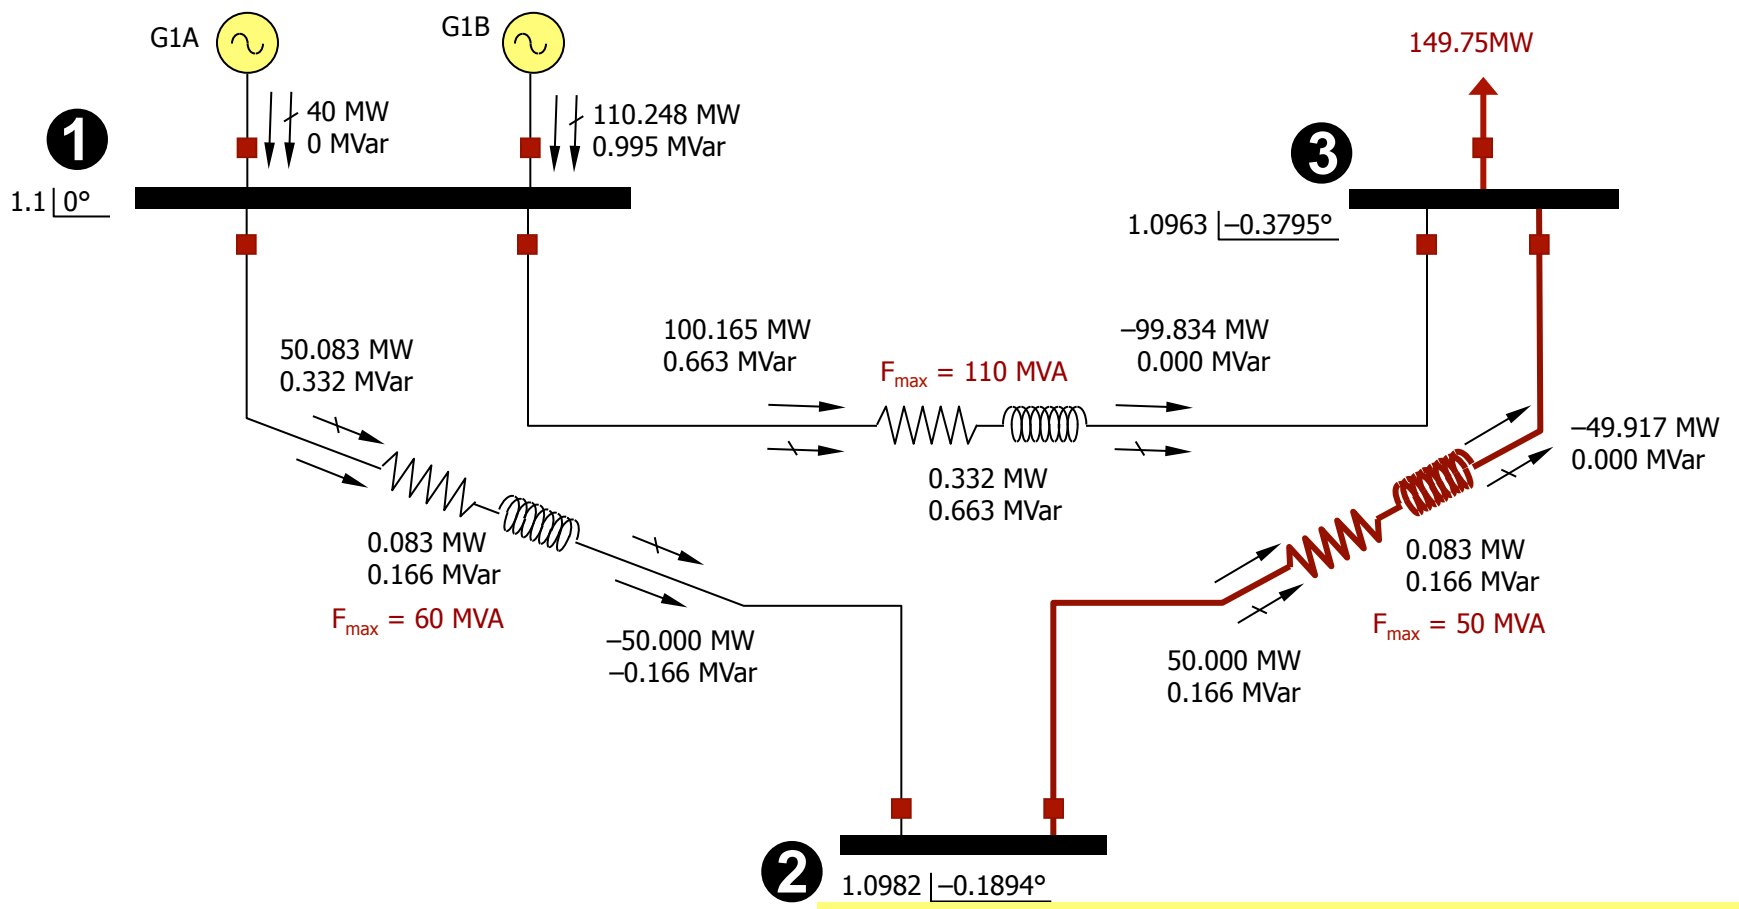 G1A
G1B
149.75MW
40 MW
0 MVar
110.248 MW
0.995 MVar
1
3
1.1 0°
1.0963 –0.3795°
50.083 MW
0.332 MVar
100.165 MW
0.663 MVar
–99.834 MW
0.000 MVar
Fmax = 110 MVA
–49.917 MW
0.000 MVar
0.332 MW
0.663 MVar
0.083 MW
0.166 MVar
Fmax = 60 MVA
0.083 MW
0.166 MVar
Fmax = 50 MVA
–50.000 MW
–0.166 MVar
50.000 MW
0.166 MVar
2
1.0982 –0.1894°